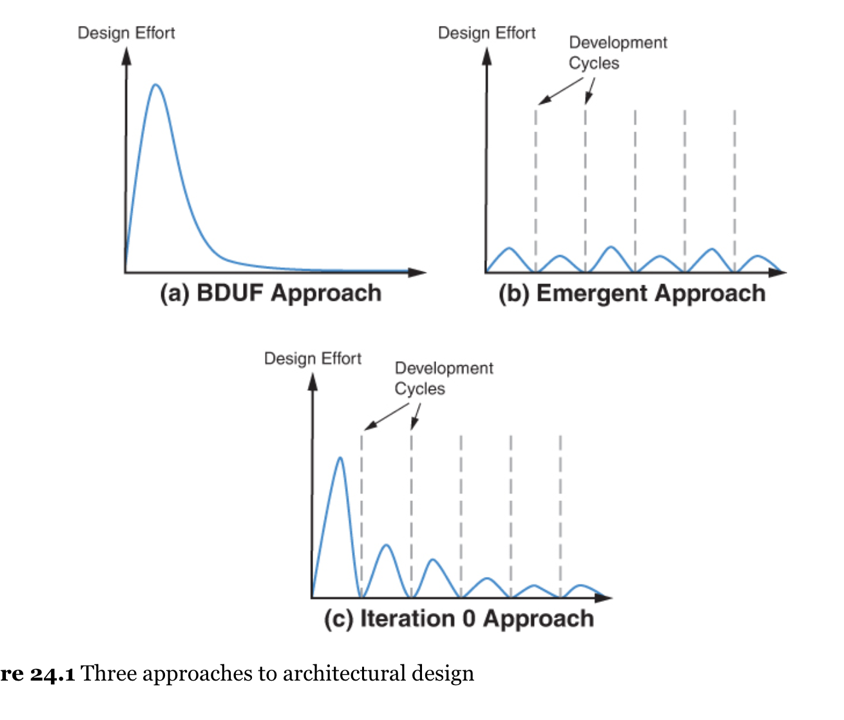 Design Effort
(a) BDUF Approach
Design Effort
Development
Cycles
(b) Emergent Approach
Design Effort
Development
Cycles
(c) Iteration 0 Approach
re 24.1 Three approaches to architectural design